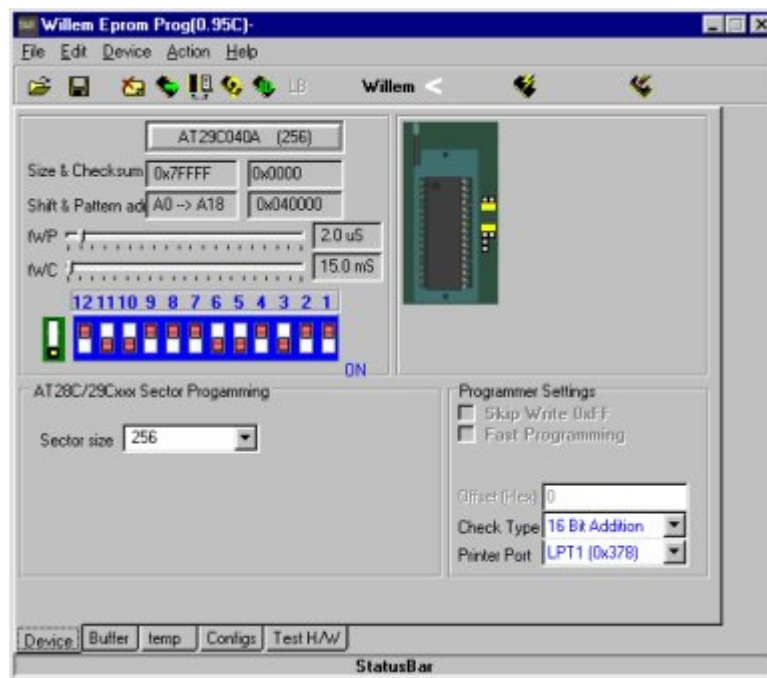 Willem Eprom Prog(0.95C)-
File Edit Device Action Help
LB Willem <
AT29C040A (256)
Size & Checksum 0x7FFFF 0x0000
Shift & Pattern ad A0 --> A18 0x040000
fWP 2.0 uS
fWC 15.0 mS
12 11 10 9 8 7 6 5 4 3 2 1
ON
AT28C/29Cxxx Sector Progamming
Sector size 256
Programmer Settings
Skip Write 0xFF
Fast Programming
Offset (Hex) 0
Check Type 16 Bit Addition
Printer Port LPT1 (0x378)
Device Buffer temp Configs Test H/W
StatusBar